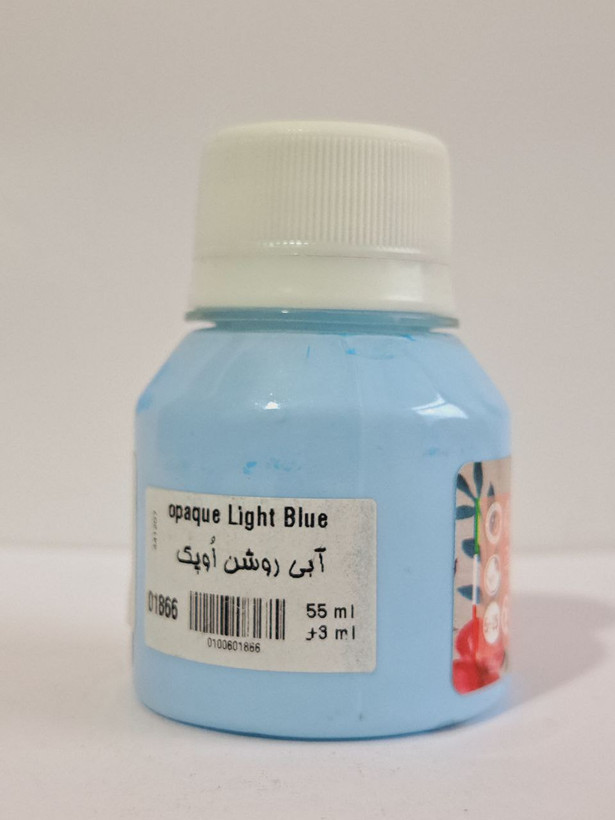 opaque Light Blue
آبی روشن اُوپک
01866
55 ml
±3 ml
0100601866